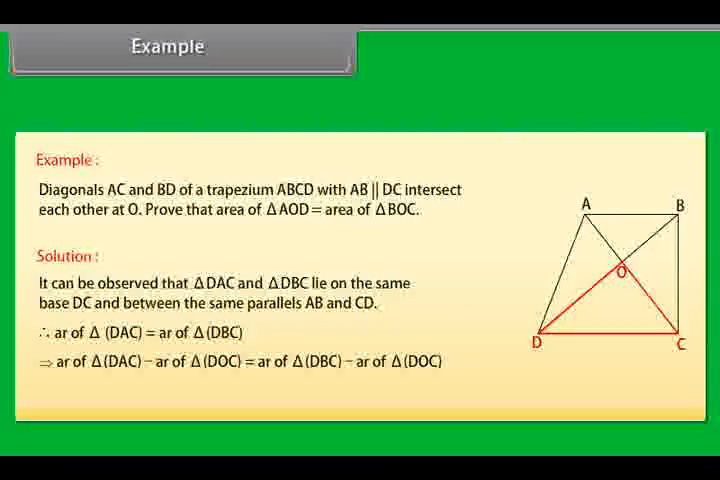 Example
Example :
Diagonals AC and BD of a trapezium ABCD with AB || DC intersect
each other at O. Prove that area of Δ AOD = area of Δ BOC.
Solution :
It can be observed that Δ DAC and Δ DBC lie on the same
base DC and between the same parallels AB and CD.
∴ ar of Δ (DAC) = ar of Δ (DBC)
⇒ ar of Δ (DAC) − ar of Δ (DOC) = ar of Δ (DBC) − ar of Δ (DOC)
A B
O
D C